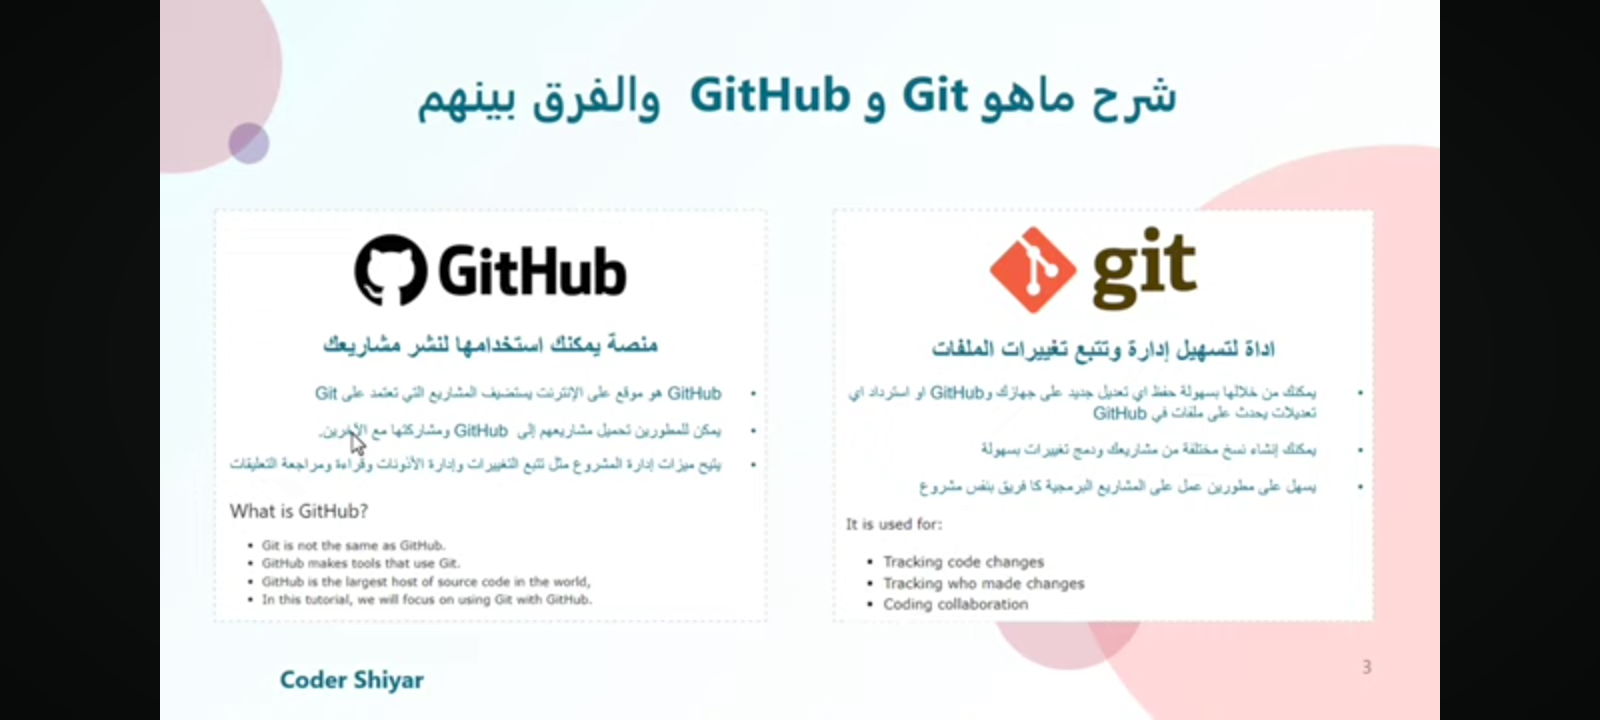 شرح ماهو Git و GitHub والفرق بينهم
git
اداة لتسهيل إدارة وتتبع تغييرات الملفات
يمكنك من خلالها بسهولة حفظ اي تعديل جديد على جهازك وGitHub او استرداد اي
تعديلات يحدث على ملفات في GitHub
يمكنك إنشاء نسخ مختلفة من مشاريعك ودمج تغييرات بسهولة
يسهل على مطورين عمل على المشاريع البرمجية كا فريق بنفس مشروع
It is used for:
Tracking code changes
Tracking who made changes
Coding collaboration
GitHub
منصة يمكنك استخدامها لنشر مشاريعك
GitHub هو موقع على الإنترنت يستضيف المشاريع التي تعتمد على Git
يمكن للمطورين تحميل مشاريعهم إلى GitHub ومشاركتها مع الآخرين.
يتيح ميزات إدارة المشروع مثل تتبع التغييرات وإدارة الأذونات وقراءة ومراجعة التعليقات
What is GitHub?
Git is not the same as GitHub.
GitHub makes tools that use Git.
GitHub is the largest host of source code in the world,
In this tutorial, we will focus on using Git with GitHub.
Coder Shiyar
3